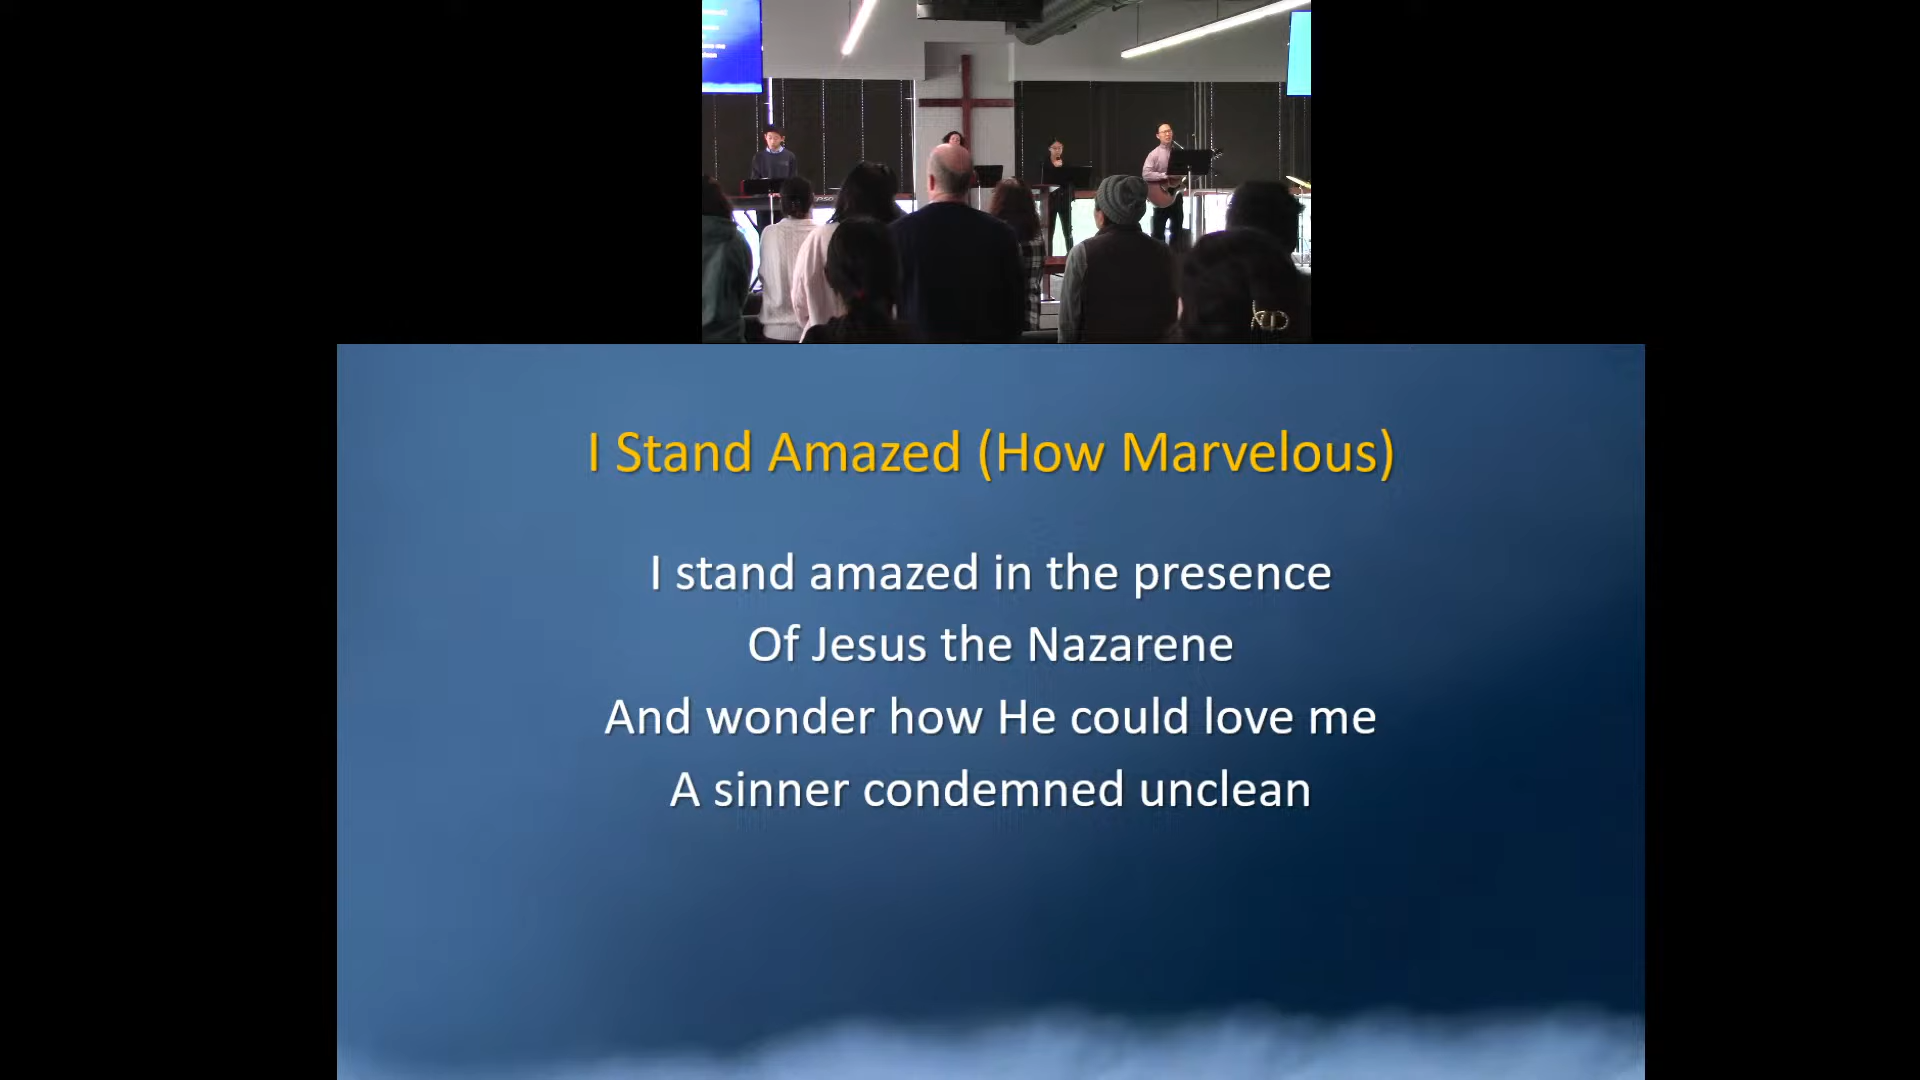 I Stand Amazed (How Marvelous)
I stand amazed in the presence
Of Jesus the Nazarene
And wonder how He could love me
A sinner condemned unclean